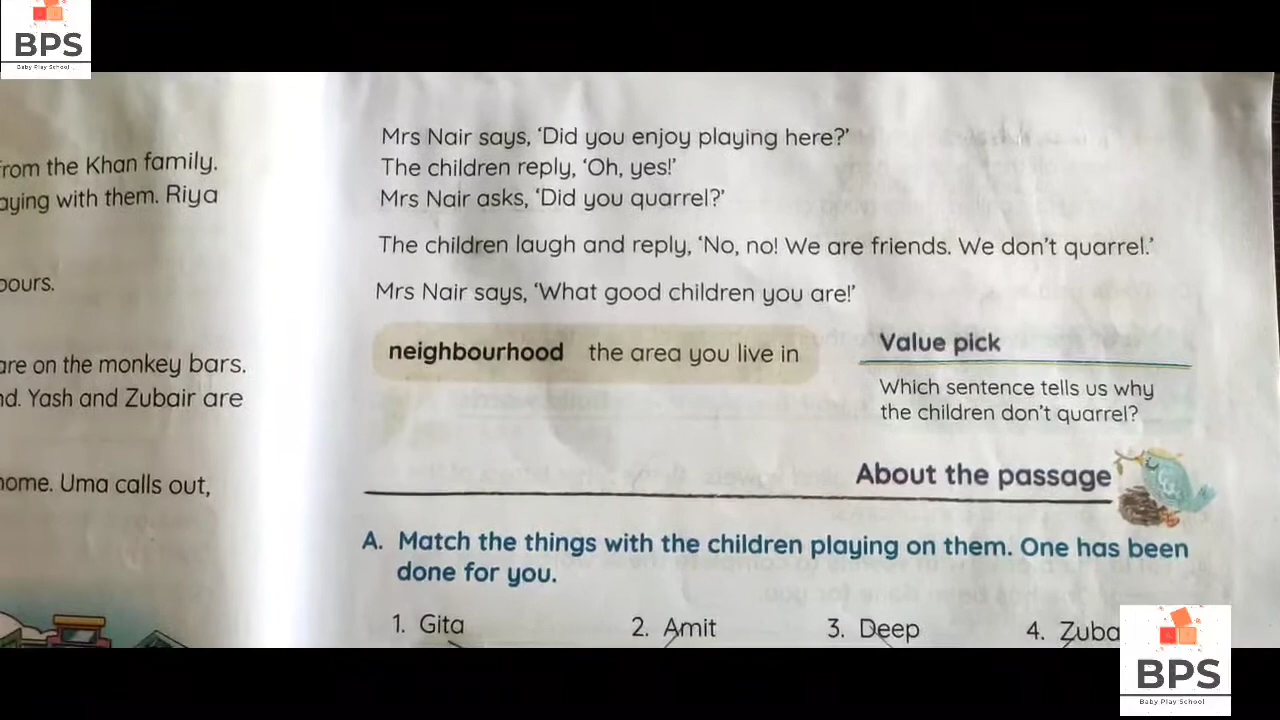 BPS
Baby Play School
from the Khan family.
aying with them. Riya
bours.
are on the monkey bars.
nd. Yash and Zubair are
home. Uma calls out,
Mrs Nair says, ‘Did you enjoy playing here?’
The children reply, ‘Oh, yes!’
Mrs Nair asks, ‘Did you quarrel?’
The children laugh and reply, ‘No, no! We are friends. We don’t quarrel.’
Mrs Nair says, ‘What good children you are!’
neighbourhood the area you live in
Value pick
Which sentence tells us why
the children don’t quarrel?
About the passage
A. Match the things with the children playing on them. One has been
done for you.
1. Gita 2. Amit 3. Deep 4. Zuba
BPS
Baby Play School